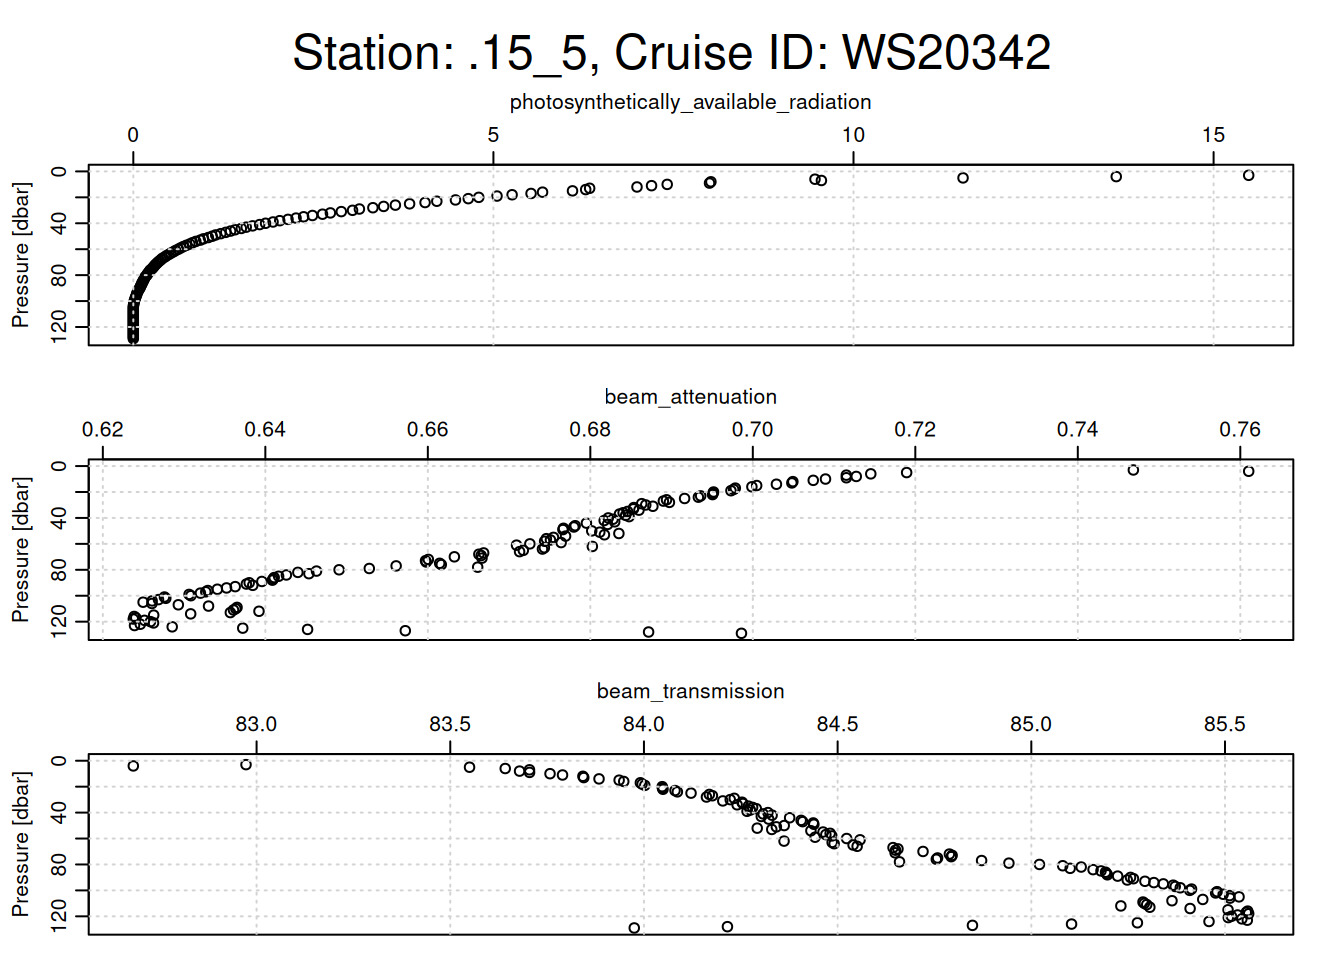 Station: .15_5, Cruise ID: WS20342
photosynthetically_available_radiation
0 5 10 15
Pressure [dbar]
0
40
80
120
beam_attenuation
0.62 0.64 0.66 0.68 0.70 0.72 0.74 0.76
Pressure [dbar]
0
40
80
120
beam_transmission
83.0 83.5 84.0 84.5 85.0 85.5
Pressure [dbar]
0
40
80
120